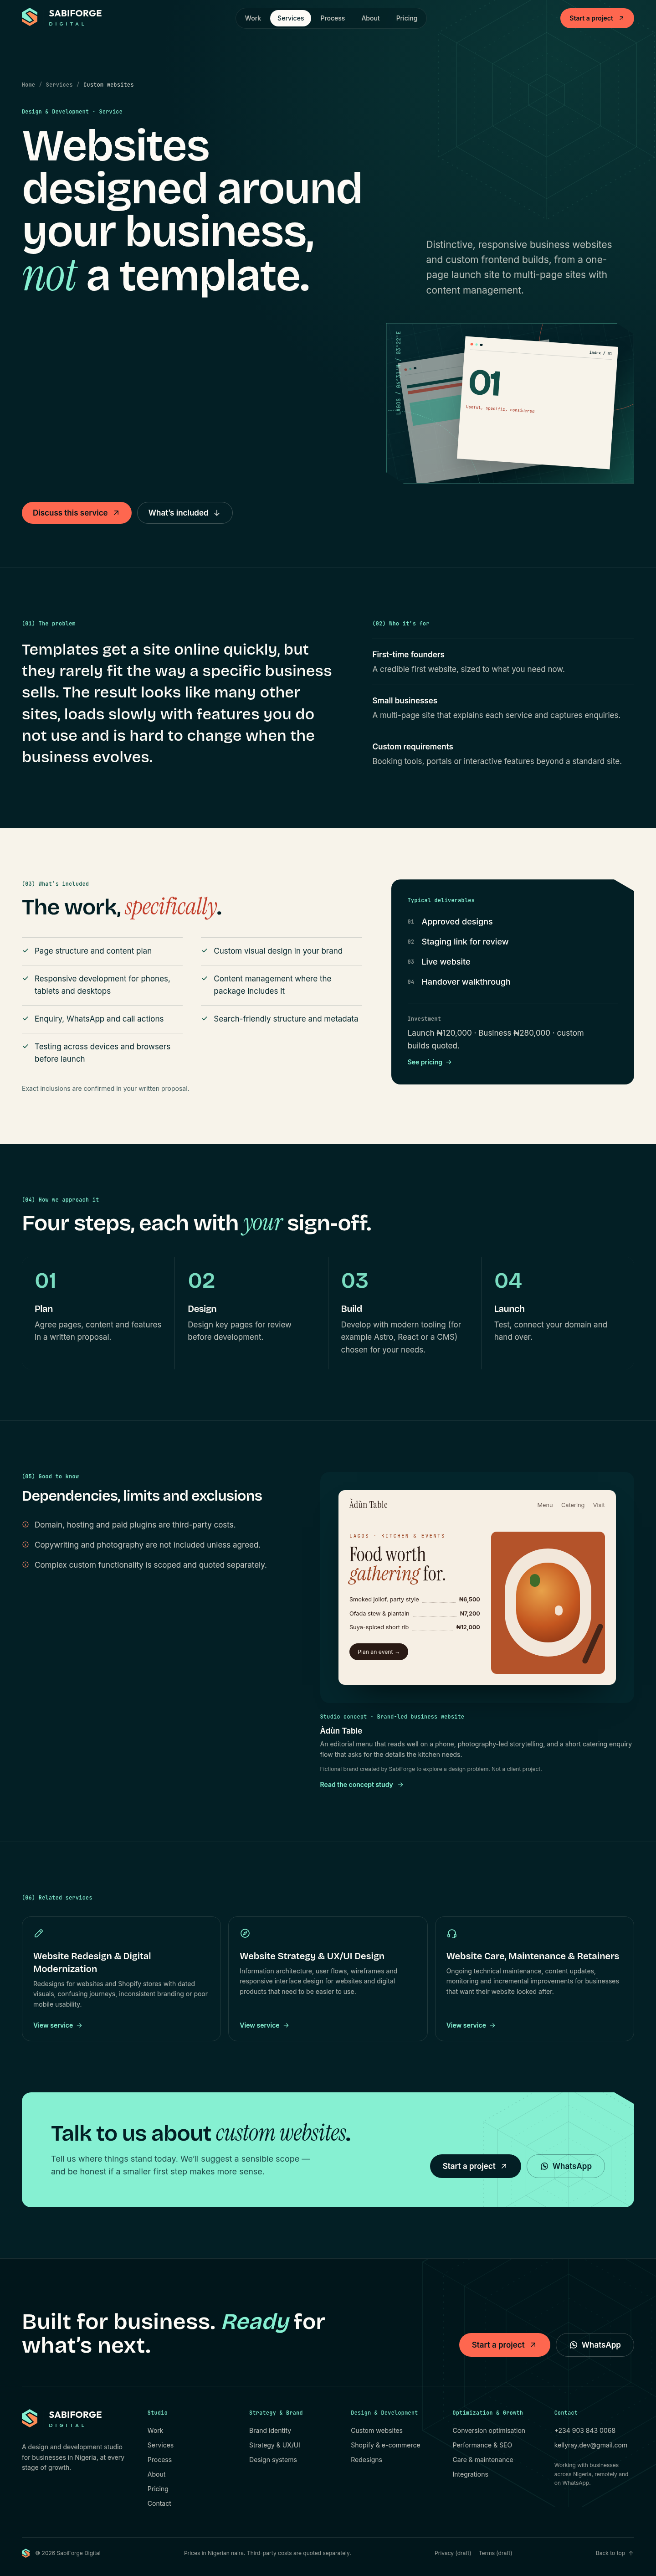 SABIFORGE
DIGITAL
Work
Services
Process
About
Pricing
Start a project
Home / Services / Custom websites
Design & Development · Service
Websites
designed around
your business,
not a template.
Distinctive, responsive business websites
and custom frontend builds, from a one-
page launch site to multi-page sites with
content management.
index / 01
01
Useful, specific, considered
Discuss this service
What's included
(01) The problem
Templates get a site online quickly, but
they rarely fit the way a specific business
sells. The result looks like many other
sites, loads slowly with features you do
not use and is hard to change when the
business evolves.
(02) Who it's for
First-time founders
A credible first website, sized to what you need now.
Small businesses
A multi-page site that explains each service and captures enquiries.
Custom requirements
Booking tools, portals or interactive features beyond a standard site.
(03) What's included
The work, specifically.
Page structure and content plan
Custom visual design in your brand
Responsive development for phones,
tablets and desktops
Content management where the
package includes it
Enquiry, WhatsApp and call actions
Search-friendly structure and metadata
Testing across devices and browsers
before launch
Exact inclusions are confirmed in your written proposal.
Typical deliverables
01 Approved designs
02 Staging link for review
03 Live website
04 Handover walkthrough
Investment
Launch ₦120,000 · Business ₦280,000 · custom
builds quoted.
See pricing →
(04) How we approach it
Four steps, each with your sign-off.
01
Plan
Agree pages, content and features
in a written proposal.
02
Design
Design key pages for review
before development.
03
Build
Develop with modern tooling (for
example Astro, React or a CMS)
chosen for your needs.
04
Launch
Test, connect your domain and
hand over.
(05) Good to know
Dependencies, limits and exclusions
Domain, hosting and paid plugins are third-party costs.
Copywriting and photography are not included unless agreed.
Complex custom functionality is scoped and quoted separately.
Àdùn Table
Menu
Catering
Visit
LAGOS · KITCHEN & EVENTS
Food worth
gathering for.
Smoked jollof, party style ₦6,500
Ofada stew & plantain ₦7,200
Suya-spiced short rib ₦12,000
Plan an event →
Studio concept · Brand-led business website
Àdùn Table
An editorial menu that reads well on a phone, photography-led storytelling, and a short catering enquiry
flow that asks for the details the kitchen needs.
Fictional brand created by SabiForge to explore a design problem. Not a client project.
Read the concept study →
(06) Related services
Website Redesign & Digital
Modernization
Redesigns for websites and Shopify stores with dated
visuals, confusing journeys, inconsistent branding or poor
mobile usability.
View service →
Website Strategy & UX/UI Design
Information architecture, user flows, wireframes and
responsive interface design for websites and digital
products that need to be easier to use.
View service →
Website Care, Maintenance & Retainers
Ongoing technical maintenance, content updates,
monitoring and incremental improvements for businesses
that want their website looked after.
View service →
Talk to us about custom websites.
Tell us where things stand today. We'll suggest a sensible scope —
and be honest if a smaller first step makes more sense.
Start a project
WhatsApp
Built for business. Ready for
what's next.
Start a project
WhatsApp
SABIFORGE
DIGITAL
A design and development studio
for businesses in Nigeria, at every
stage of growth.
Studio
Work
Services
Process
About
Pricing
Contact
Strategy & Brand
Brand identity
Strategy & UX/UI
Design systems
Design & Development
Custom websites
Shopify & e-commerce
Redesigns
Optimization & Growth
Conversion optimisation
Performance & SEO
Care & maintenance
Integrations
Contact
+234 903 843 0068
kellyray.dev@gmail.com
Working with businesses
across Nigeria, remotely and
on WhatsApp.
© 2026 SabiForge Digital
Prices in Nigerian naira. Third-party costs are quoted separately.
Privacy (draft)
Terms (draft)
Back to top ↑